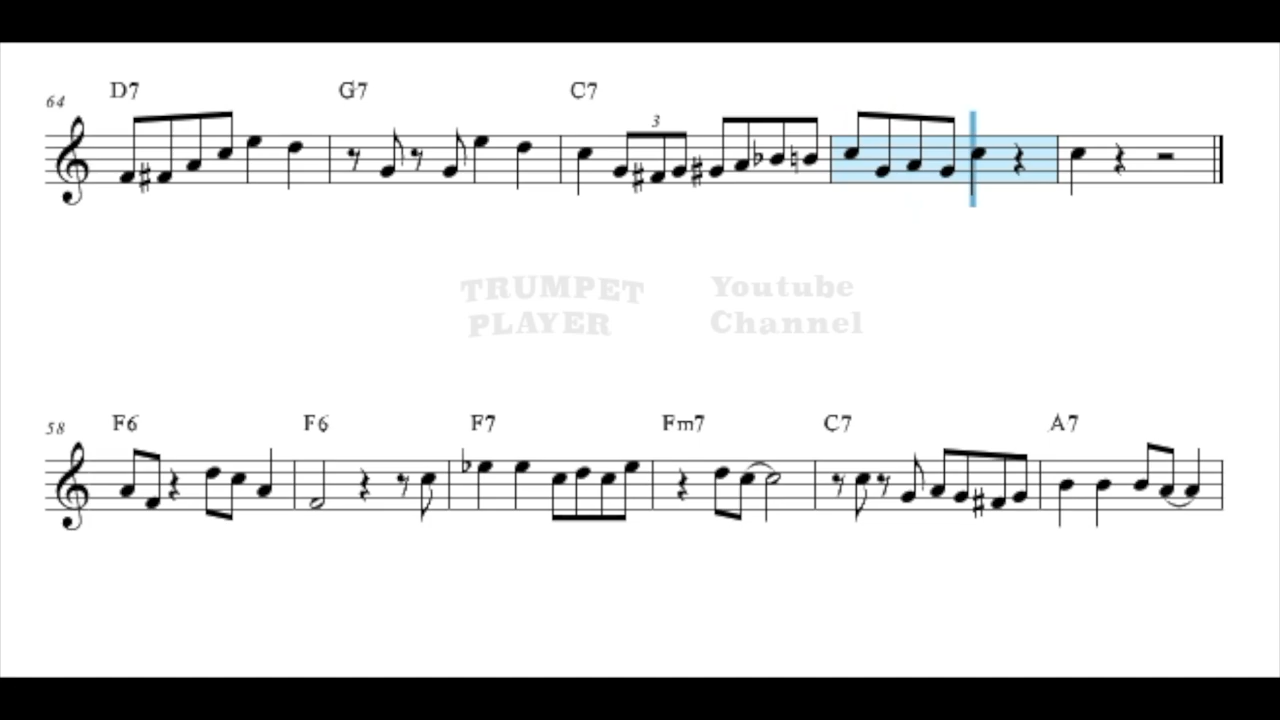 D7 G7 C7
64
3
TRUMPET Youtube
PLAYER Channel
F6 F6 F7 Fm7 C7 A7
58